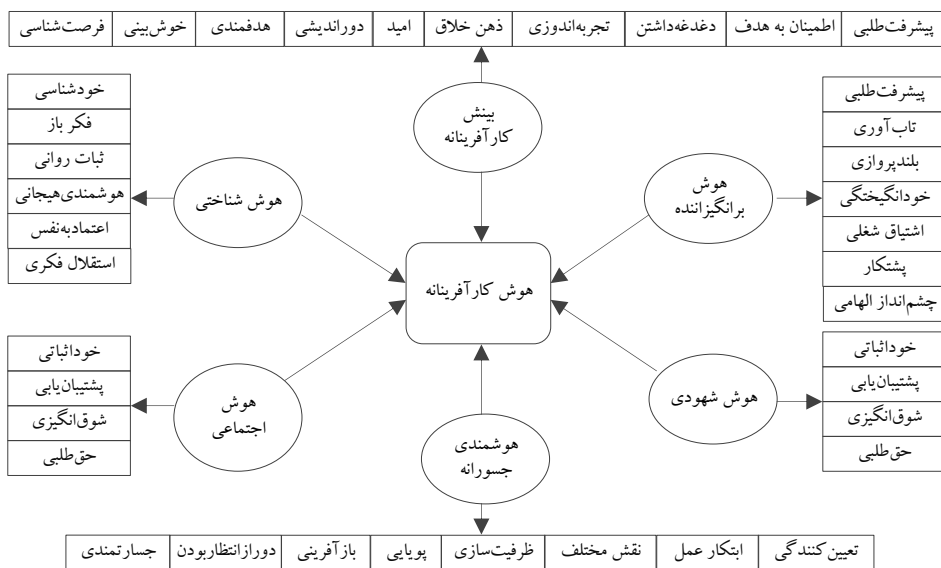 پیشرفت‌طلبی
اطمینان به هدف
دغدغه‌داشتن
تجربه‌اندوزی
ذهن خلاق
امید
دوراندیشی
هدفمندی
خوش‌بینی
فرصت‌شناسی
بینش
کارآفرینانه
پیشرفت‌طلبی
تاب‌آوری
بلندپروازی
خودانگیختگی
اشتیاق شغلی
پشتکار
چشم‌انداز الهامی
هوش
برانگیزاننده
هوش شناختی
خودشناسی
فکر باز
ثبات روانی
هوشمندی‌هیجانی
اعتمادبه‌نفس
استقلال فکری
هوش کارآفرینانه
خوداثباتی
پشتیبان‌یابی
شوق‌انگیزی
حق‌طلبی
هوش شهودی
هوشمندی
جسورانه
هوش
اجتماعی
خوداثباتی
پشتیبان‌یابی
شوق‌انگیزی
حق‌طلبی
تعیین‌کنندگی
ابتکار عمل
نقش مختلف
ظرفیت‌سازی
پویایی
بازآفرینی
دورازانتظاربودن
جسارتمندی